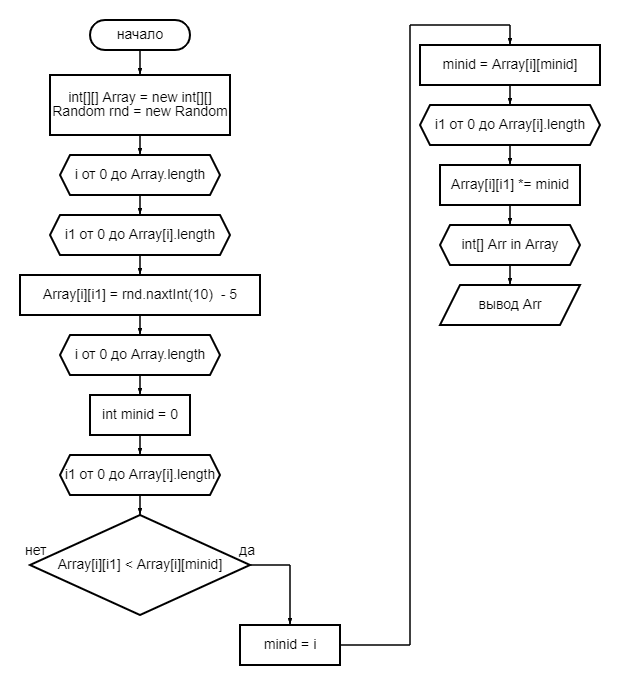 начало
int[][] Array = new int[][]
Random rnd = new Random
i от 0 до Array.length
i1 от 0 до Array[i].length
Array[i][i1] = rnd.naxtInt(10)  - 5
i от 0 до Array.length
int minid = 0
i1 от 0 до Array[i].length
нет
Array[i][i1] < Array[i][minid]
да
minid = i
minid = Array[i][minid]
i1 от 0 до Array[i].length
Array[i][i1] *= minid
int[] Arr in Array
вывод Arr